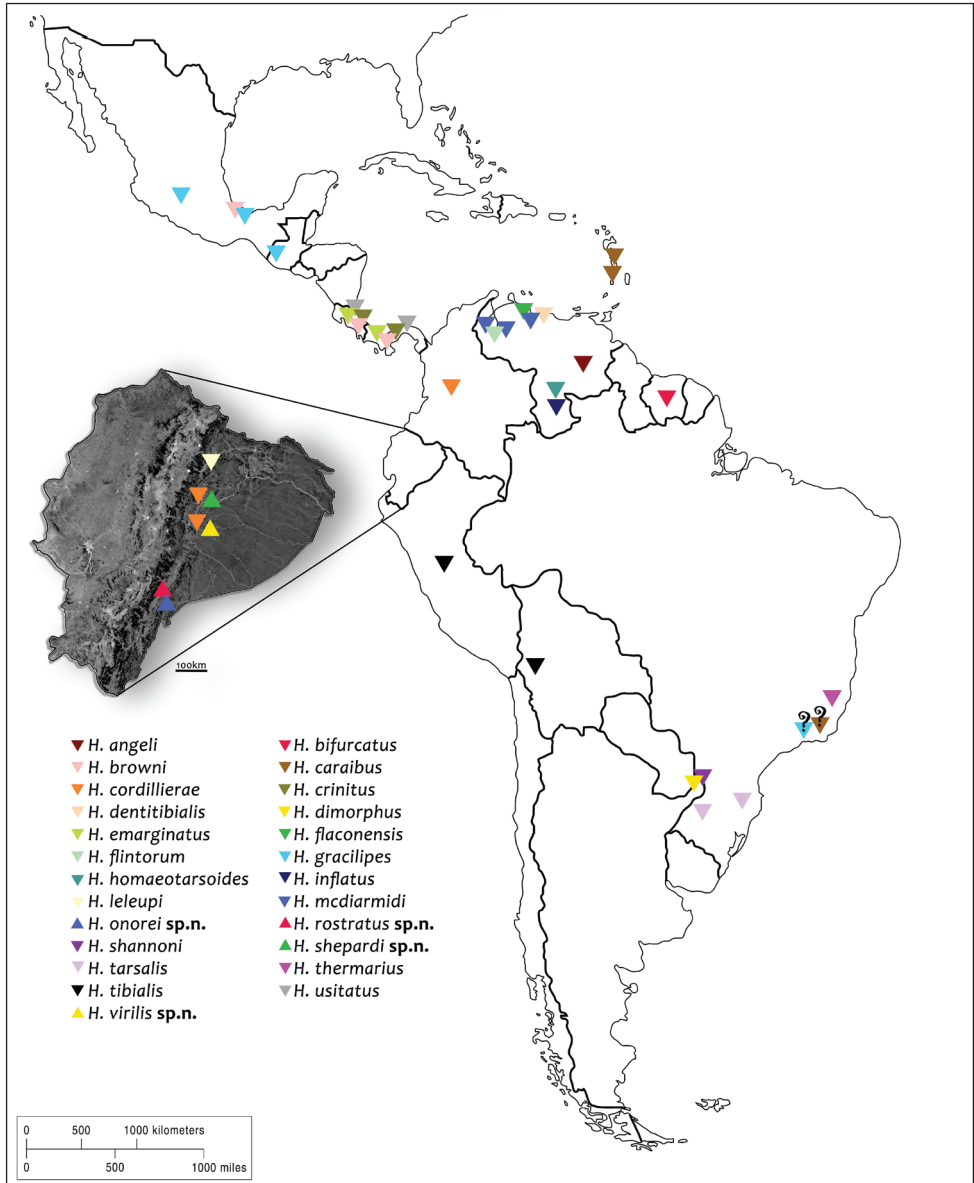 ? ?
100km
H. angeli
H. browni
H. cordillierae
H. dentitibialis
H. emarginatus
H. flintorum
H. homaeotarsoides
H. leleupi
H. onorei sp.n.
H. shannoni
H. tarsalis
H. tibialis
H. virilis sp.n.
H. bifurcatus
H. caraibus
H. crinitus
H. dimorphus
H. flaconensis
H. gracilipes
H. inflatus
H. mcdiarmidi
H. rostratus sp.n.
H. shepardi sp.n.
H. thermarius
H. usitatus
0 500 1000 kilometers
0 500 1000 miles